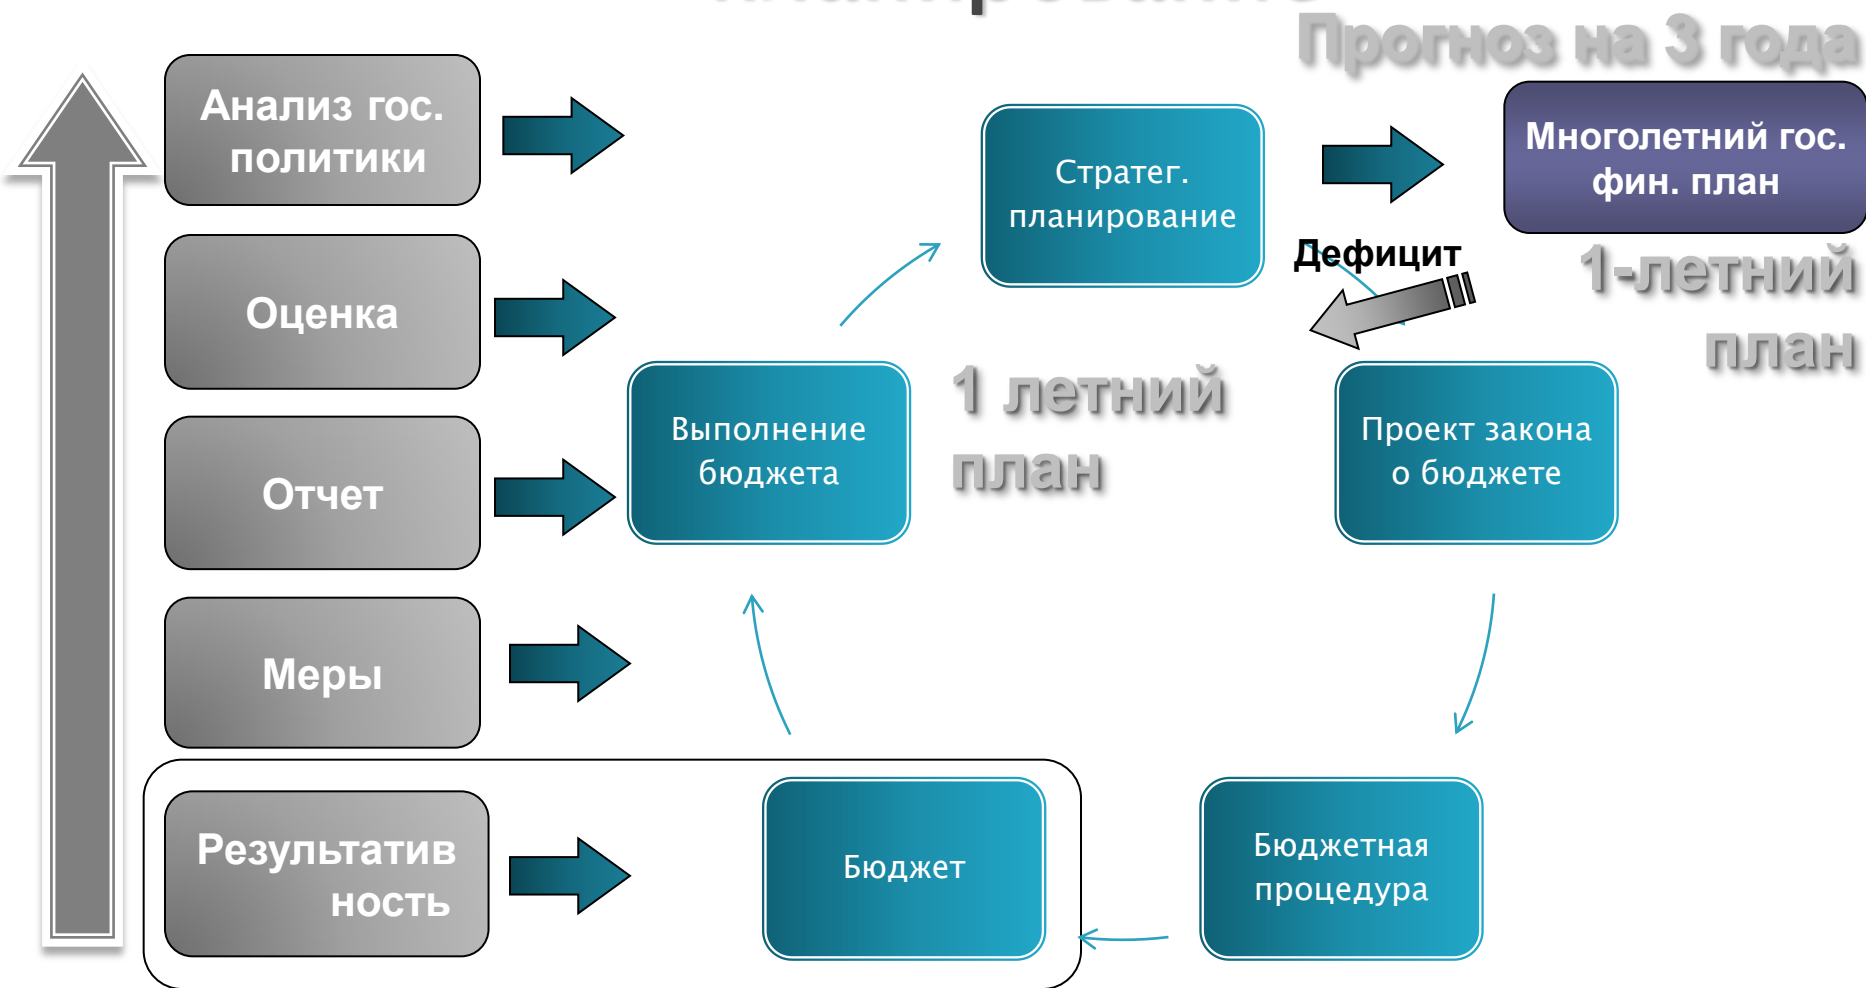 Прогноз на 3 года
Анализ гос.
политики
Стратег.
планирование
Многолетний гос.
фин. план
Дефицит
1-летний
план
Оценка
1 летний
план
Выполнение
бюджета
Проект закона
о бюджете
Отчет
Меры
Результатив
ность
Бюджет
Бюджетная
процедура